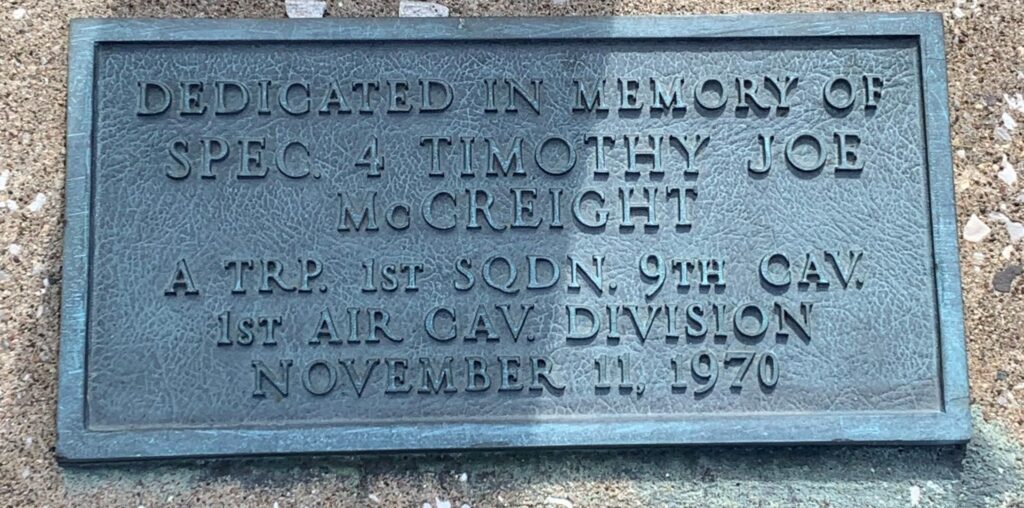 DEDICATED IN MEMORY OF
SPEC. 4 TIMOTHY JOE
McCREIGHT
A TRP. 1ST SQDN. 9TH CAV.
1ST AIR CAV. DIVISION
NOVEMBER 11, 1970